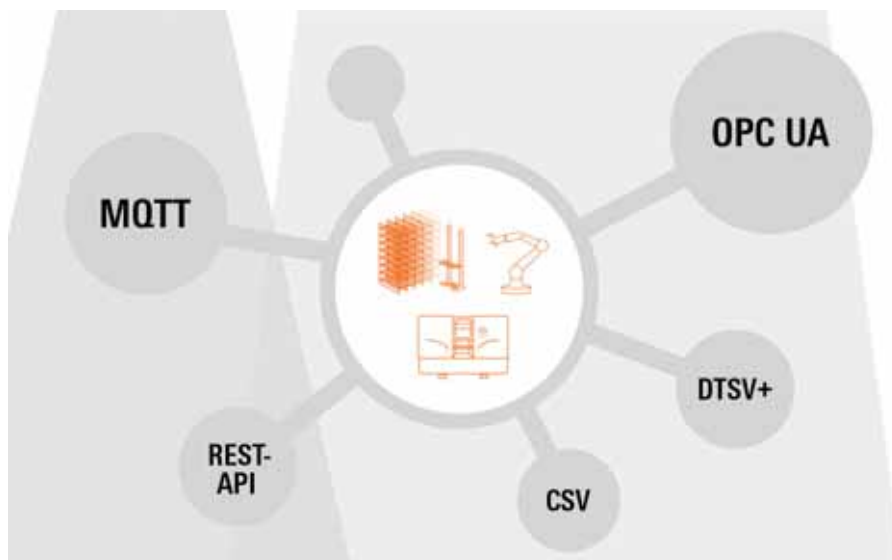 OPC UA
MQTT
DTSV+
REST-
API
CSV